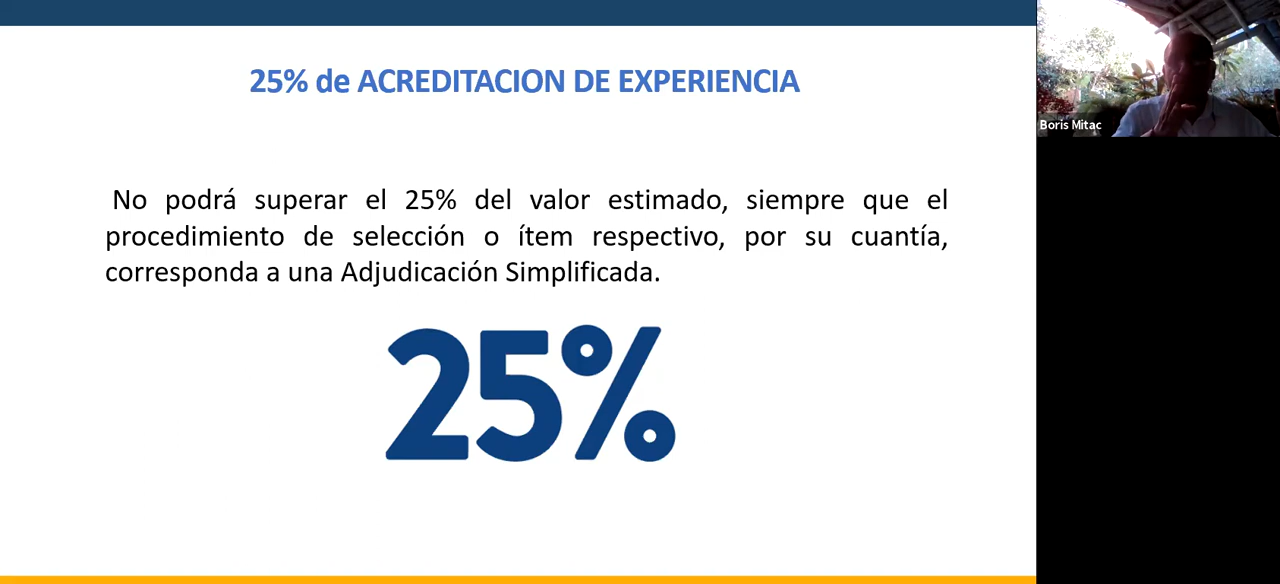 25% de ACREDITACION DE EXPERIENCIA
No podrá superar el 25% del valor estimado, siempre que el
procedimiento de selección o ítem respectivo, por su cuantía,
corresponda a una Adjudicación Simplificada.
25%
Boris Mitac